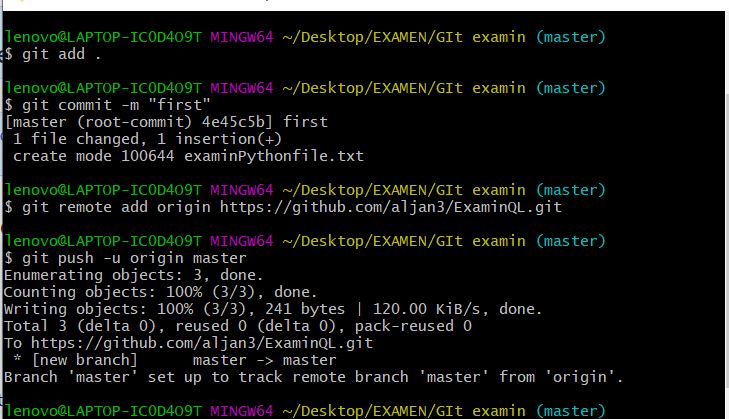 lenovo@LAPTOP-IC0D4O9T MINGW64 ~/Desktop/EXAMEN/GIt examin (master)
$ git add .
lenovo@LAPTOP-IC0D4O9T MINGW64 ~/Desktop/EXAMEN/GIt examin (master)
$ git commit -m "first"
[master (root-commit) 4e45c5b] first
 1 file changed, 1 insertion(+)
 create mode 100644 examinPythonfile.txt
lenovo@LAPTOP-IC0D4O9T MINGW64 ~/Desktop/EXAMEN/GIt examin (master)
$ git remote add origin https://github.com/aljan3/ExaminQL.git
lenovo@LAPTOP-IC0D4O9T MINGW64 ~/Desktop/EXAMEN/GIt examin (master)
$ git push -u origin master
Enumerating objects: 3, done.
Counting objects: 100% (3/3), done.
Writing objects: 100% (3/3), 241 bytes | 120.00 KiB/s, done.
Total 3 (delta 0), reused 0 (delta 0), pack-reused 0
To https://github.com/aljan3/ExaminQL.git
 * [new branch]      master -> master
Branch 'master' set up to track remote branch 'master' from 'origin'.
lenovo@LAPTOP-IC0D4O9T MINGW64 ~/Desktop/EXAMEN/GIt examin (master)